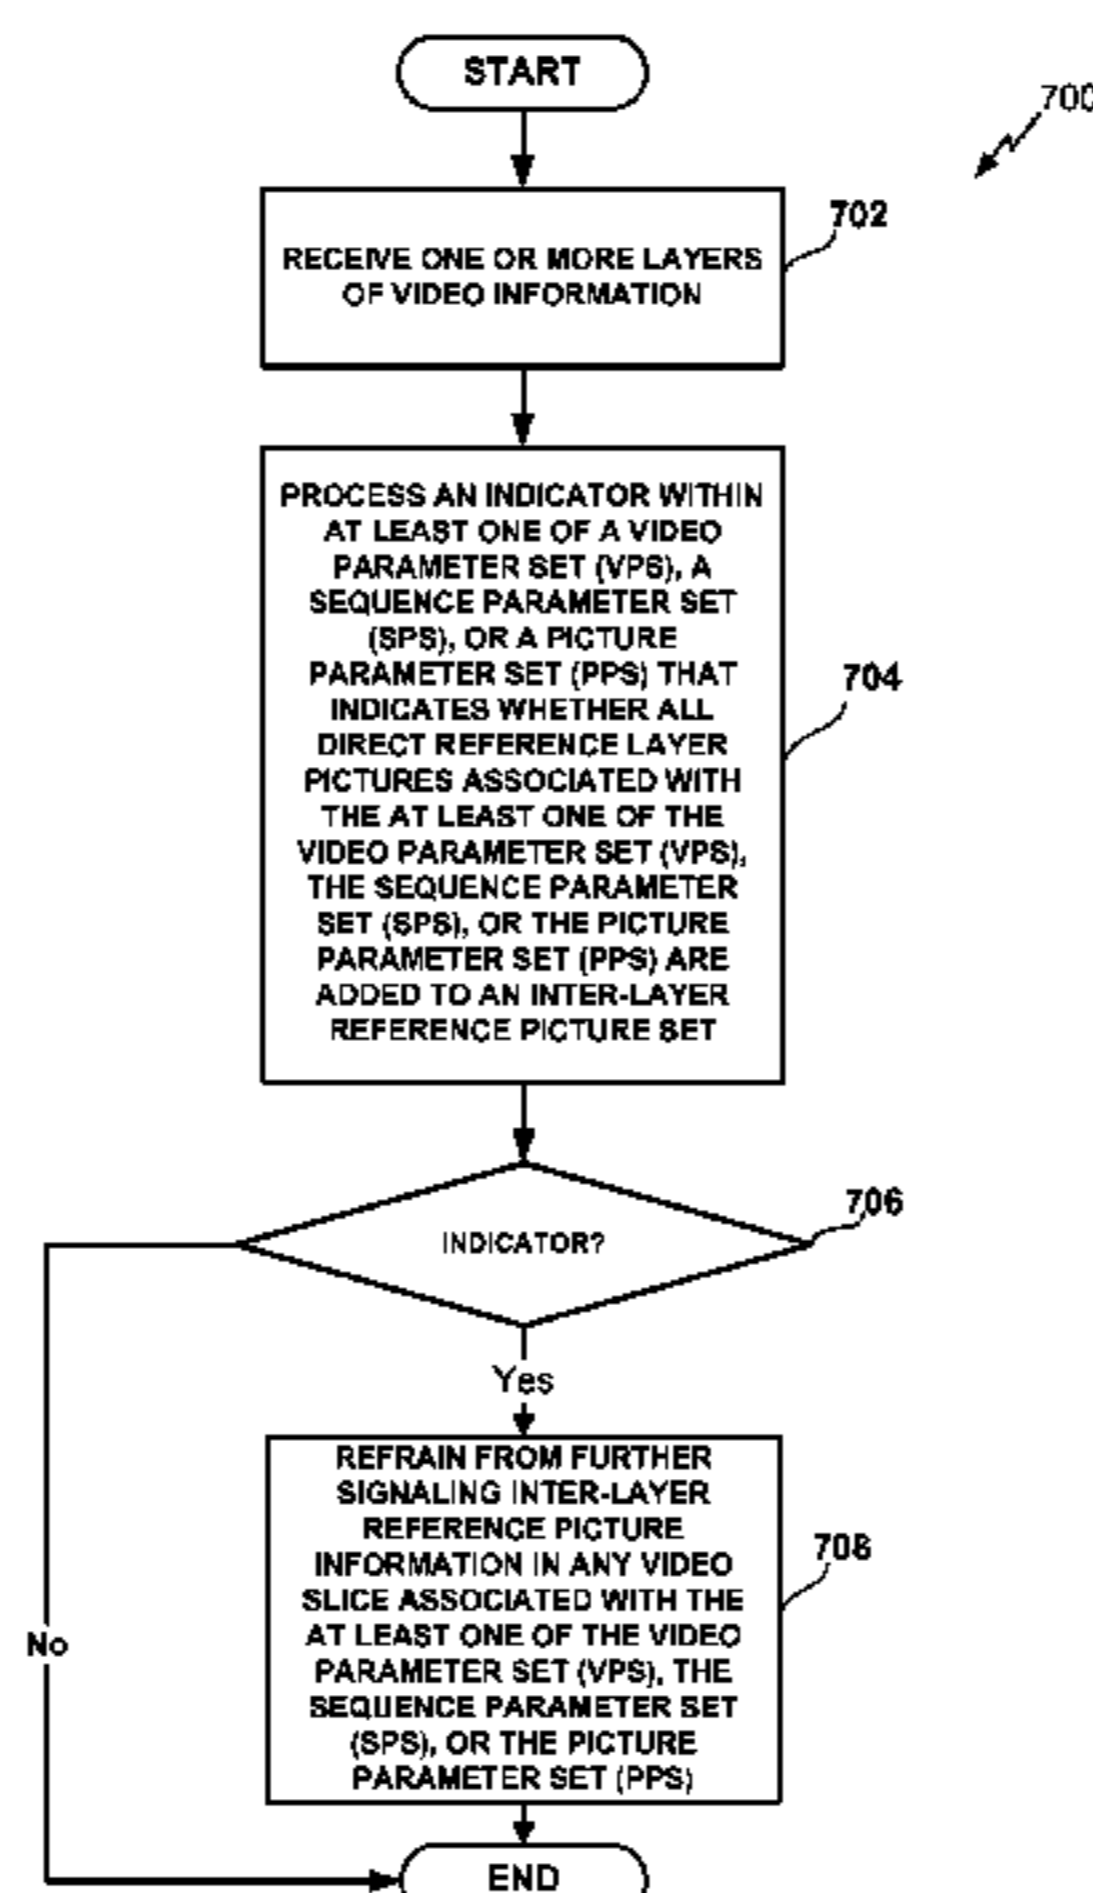 START
700
702
RECEIVE ONE OR MORE LAYERS
OF VIDEO INFORMATION
PROCESS AN INDICATOR WITHIN
AT LEAST ONE OF A VIDEO
PARAMETER SET (VPS), A
SEQUENCE PARAMETER SET
(SPS), OR A PICTURE
PARAMETER SET (PPS) THAT
INDICATES WHETHER ALL
DIRECT REFERENCE LAYER
PICTURES ASSOCIATED WITH
THE AT LEAST ONE OF THE
VIDEO PARAMETER SET (VPS),
THE SEQUENCE PARAMETER
SET (SPS), OR THE PICTURE
PARAMETER SET (PPS) ARE
ADDED TO AN INTER-LAYER
REFERENCE PICTURE SET
704
706
INDICATOR?
Yes
REFRAIN FROM FURTHER
SIGNALING INTER-LAYER
REFERENCE PICTURE
INFORMATION IN ANY VIDEO
SLICE ASSOCIATED WITH THE
AT LEAST ONE OF THE VIDEO
PARAMETER SET (VPS), THE
SEQUENCE PARAMETER SET
(SPS), OR THE PICTURE
PARAMETER SET (PPS)
708
No
END